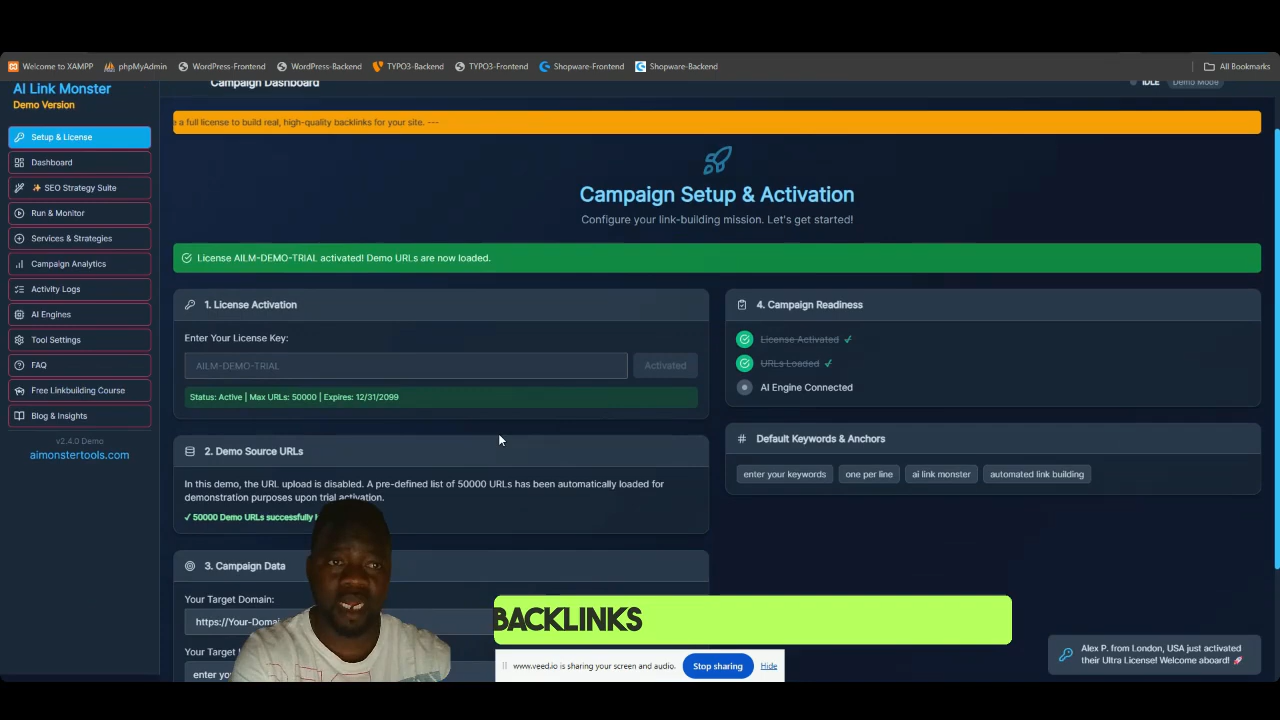 Welcome to XAMPP
phpMyAdmin
WordPress-Frontend
WordPress-Backend
TYPO3-Backend
TYPO3-Frontend
Shopware-Frontend
Shopware-Backend
All Bookmarks
AI Link Monster
Demo Version
Campaign Dashboard
IDLE
Demo Mode
Setup & License
Dashboard
✨ SEO Strategy Suite
Run & Monitor
Services & Strategies
Campaign Analytics
Activity Logs
AI Engines
Tool Settings
FAQ
Free Linkbuilding Course
Blog & Insights
v2.4.0 Demo
aimonstertools.com
a full license to build real, high-quality backlinks for your site. ---
Campaign Setup & Activation
Configure your link-building mission. Let's get started!
License AILM-DEMO-TRIAL activated! Demo URLs are now loaded.
1. License Activation
Enter Your License Key:
AILM-DEMO-TRIAL
Activated
Status: Active | Max URLs: 50000 | Expires: 12/31/2099
2. Demo Source URLs
In this demo, the URL upload is disabled. A pre-defined list of 50000 URLs has been automatically loaded for
demonstration purposes upon trial activation.
✓ 50000 Demo URLs successfully
3. Campaign Data
Your Target Domain:
https://Your-Domai
Your Target
enter yo
4. Campaign Readiness
License Activated ✓
URLs Loaded ✓
AI Engine Connected
# Default Keywords & Anchors
enter your keywords
one per line
ai link monster
automated link building
BACKLINKS
www.veed.io is sharing your screen and audio.
Stop sharing
Hide
Alex P. from London, USA just activated
their Ultra License! Welcome aboard! 🚀